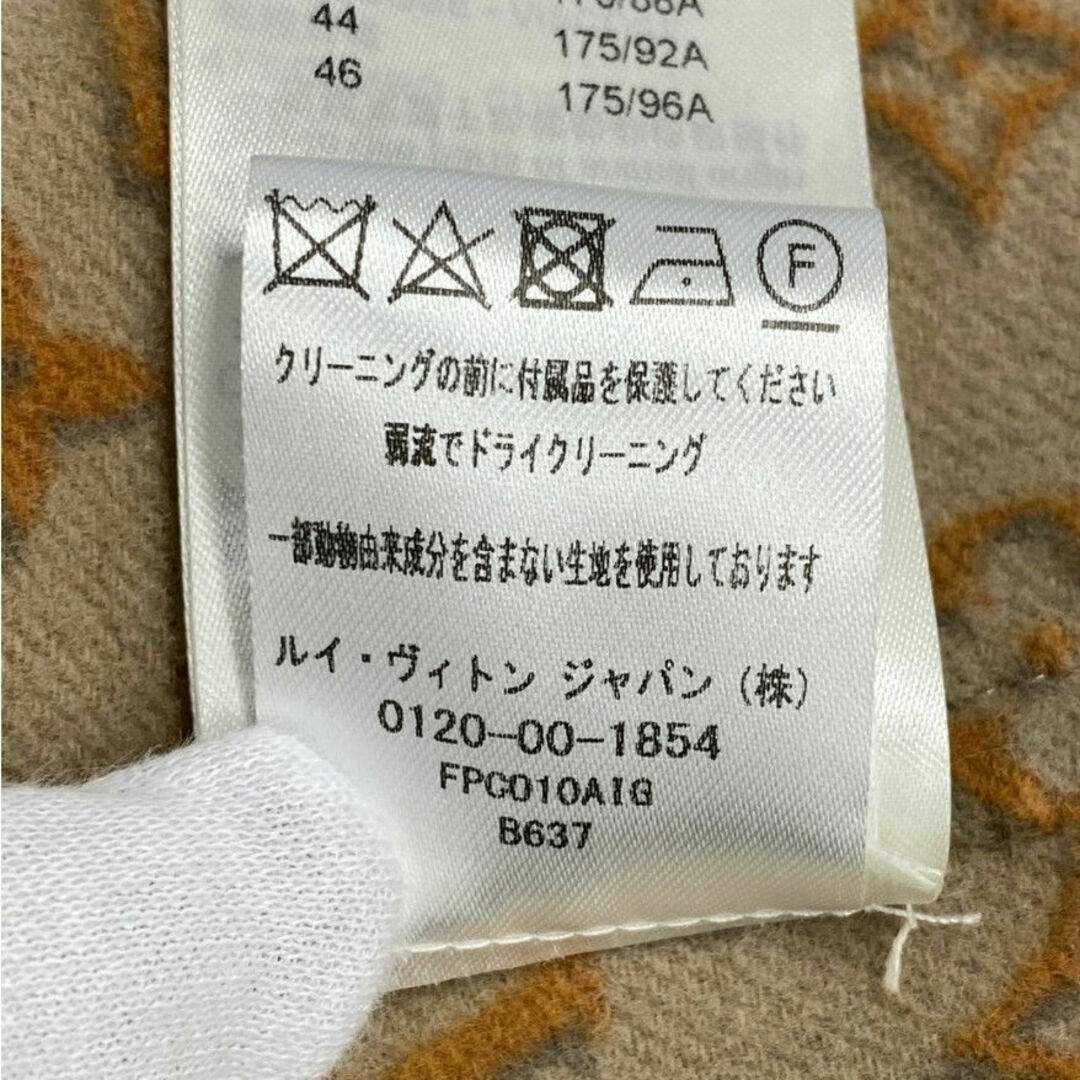 44
175/92A
46
175/96A
F
クリーニングの前に付属品を保護してください
弱流でドライクリーニング
一部動物由来成分を含まない生地を使用しております
ルイ・ヴィトン ジャパン (株)
0120-00-1854
FPC010AIG
B637